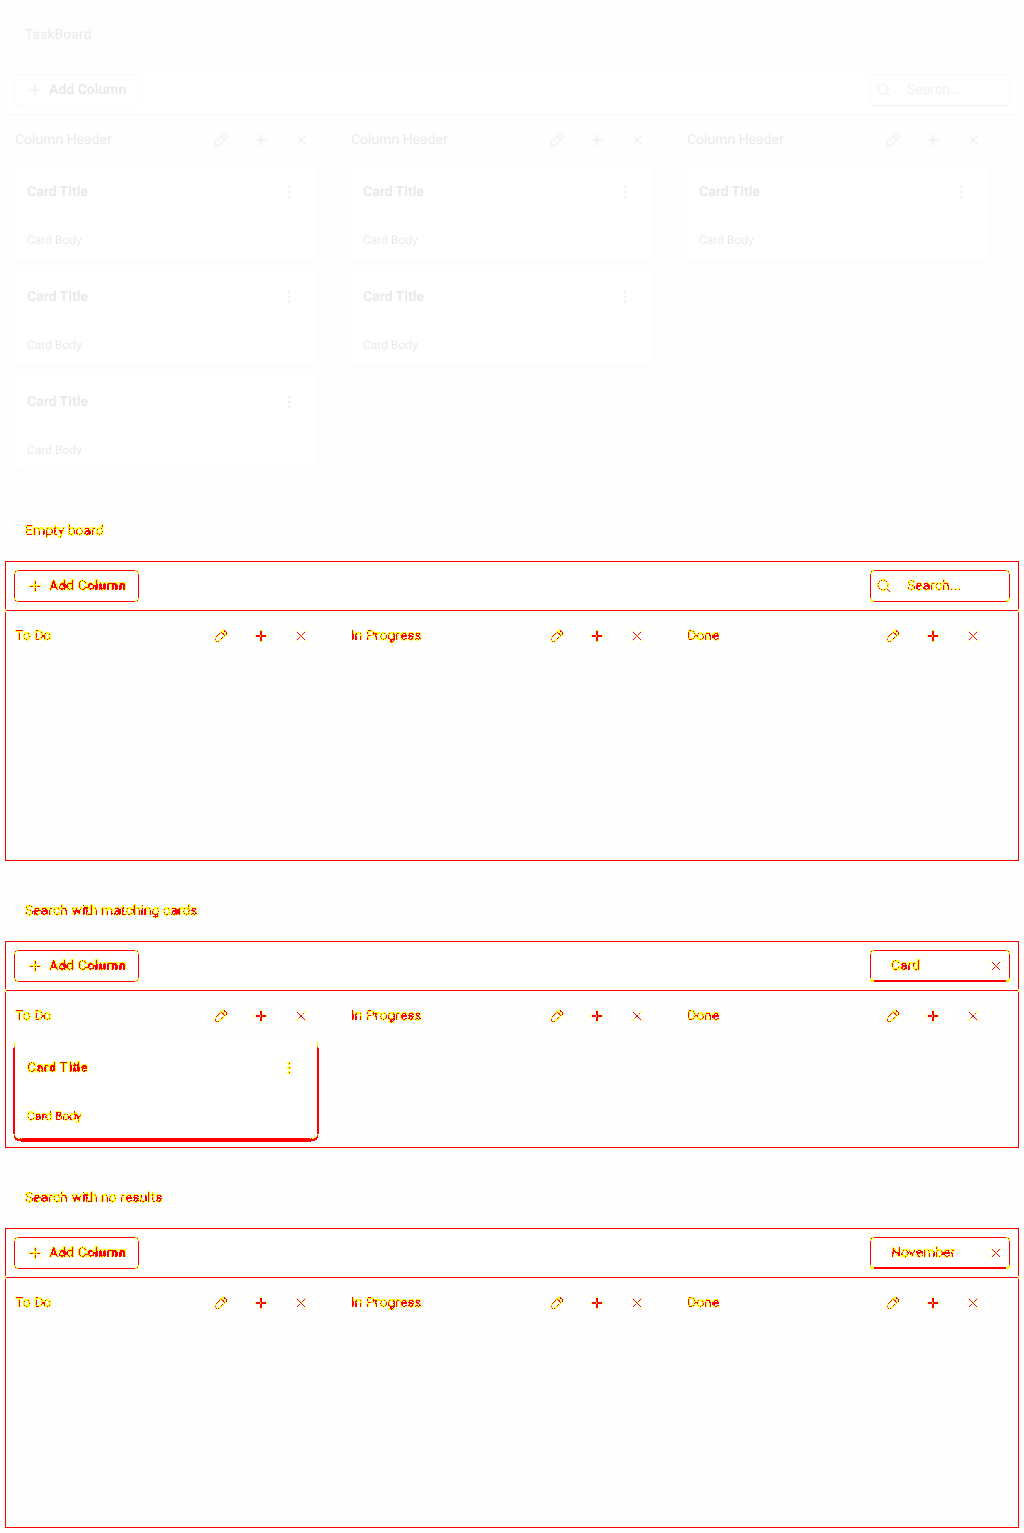 TaskBoard
Add Column Search...
Column Header Column Header Column Header
Card Title Card Title Card Title
Card Body Card Body Card Body
Card Title Card Title
Card Body Card Body
Card Title
Card Body
Empty board
Add Column Search...
To Do In Progress Done
Search with matching cards
Add Column Card
To Do In Progress Done
Card Title
Card Body
Search with no results
Add Column November
To Do In Progress Done